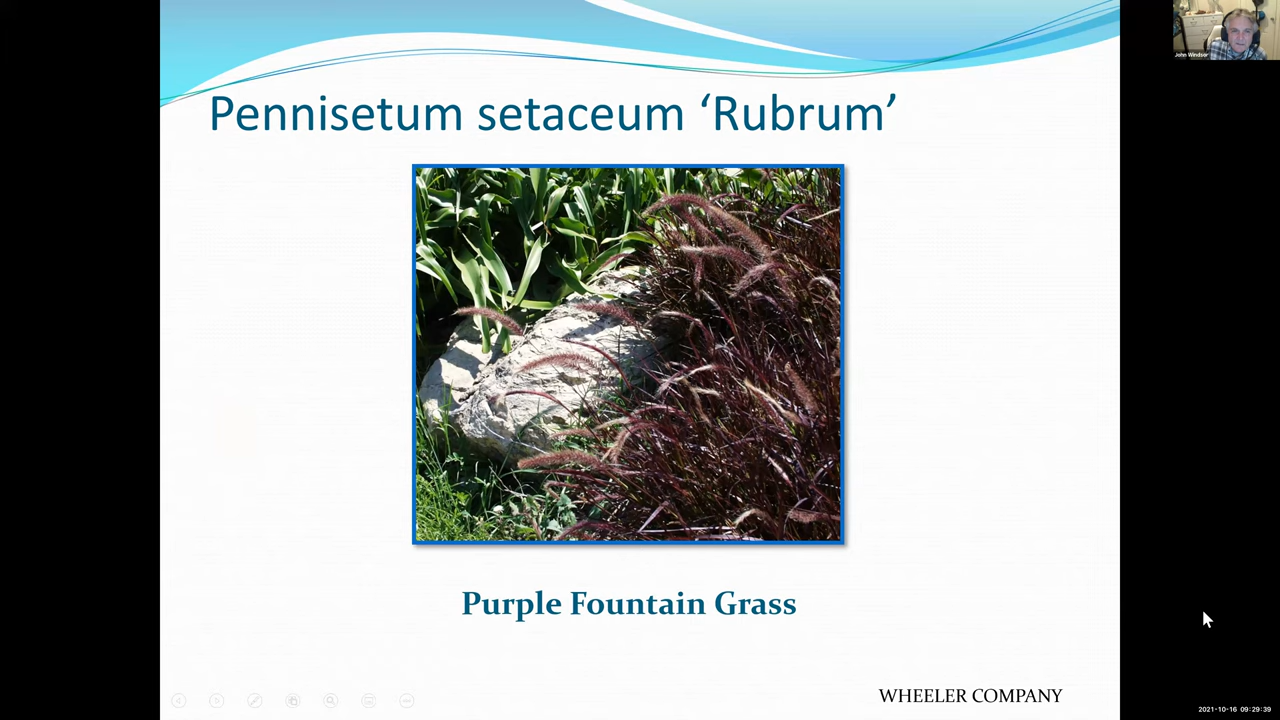 John Windsor
Pennisetum setaceum ‘Rubrum’
Purple Fountain Grass
WHEELER COMPANY
2021-10-16 09:29:39